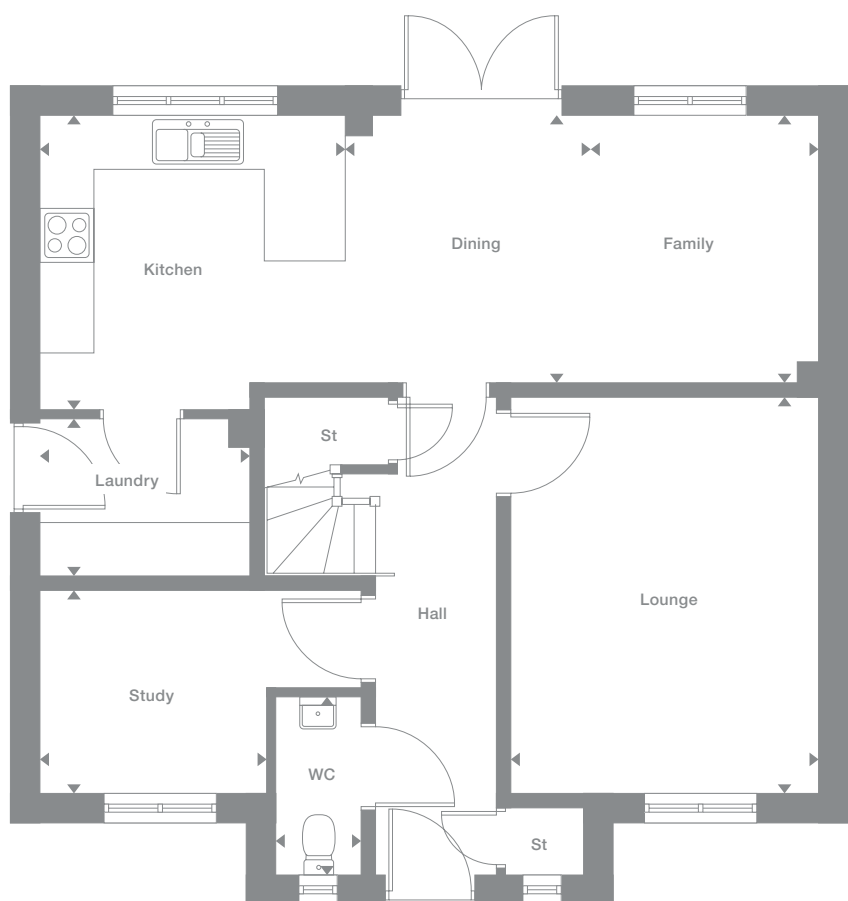 Dining
Family
Kitchen
St
Laundry
Lounge
Hall
Study
WC
St